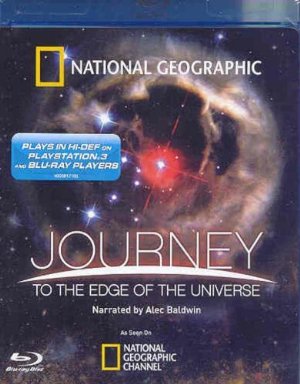 NATIONAL GEOGRAPHIC
PLAYS IN HI-DEF ON
PLAYSTATION 3
AND BLU-RAY PLAYERS
JOURNEY
TO THE EDGE OF THE UNIVERSE
Narrated by Alec Baldwin
As Seen On
NATIONAL
GEOGRAPHIC
CHANNEL
Blu-ray Disc